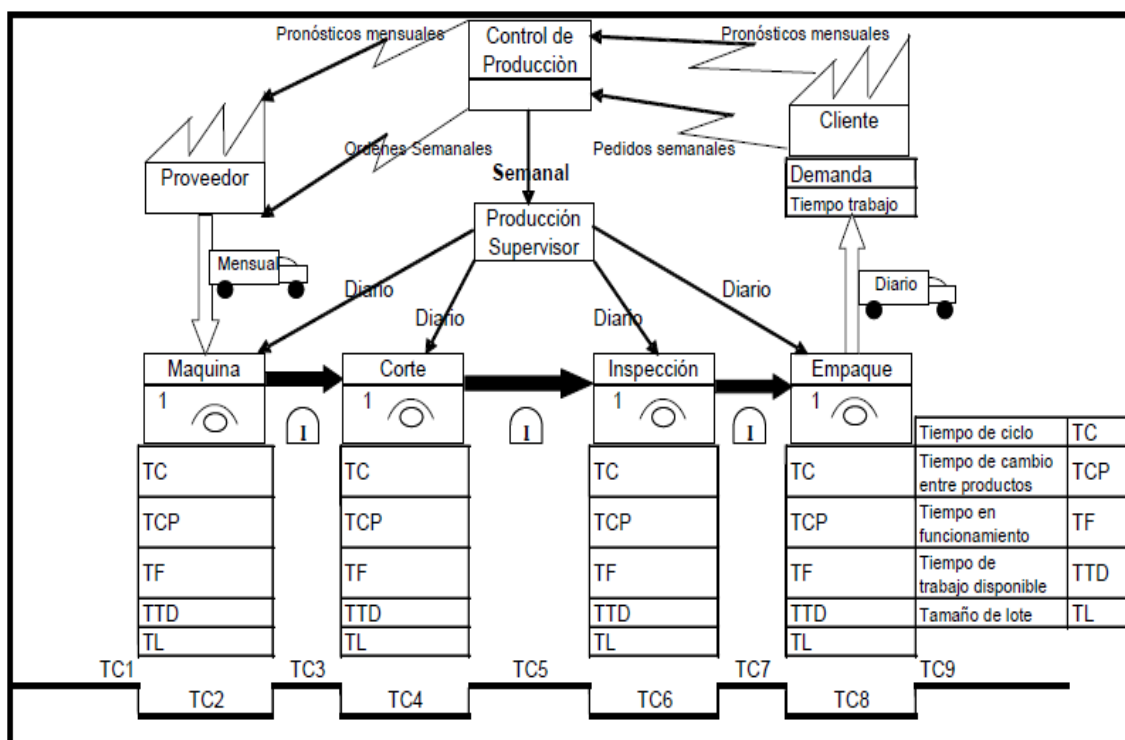 Pronósticos mensuales
Control de
Producciòn
Pronósticos mensuales
Cliente
Ordenes Semanales
Pedidos semanales
Proveedor
Semanal
Demanda
Tiempo trabajo
Producción
Supervisor
Mensual
Diario
Diario
Diario
Diario
Diario
Maquina
Corte
Inspección
Empaque
1
I
1
I
1
I
1
Tiempo de ciclo TC
TC
TC
TC
TC
Tiempo de cambio
entre productos
TCP
TCP
TCP
TCP
TCP
Tiempo en
funcionamiento
TF
TF
TF
TF
TF
Tiempo de
trabajo disponible
TTD
TTD
TTD
TTD
TTD
Tamaño de lote TL
TL
TL
TL
TL
TC1
TC3
TC5
TC7
TC9
TC2
TC4
TC6
TC8